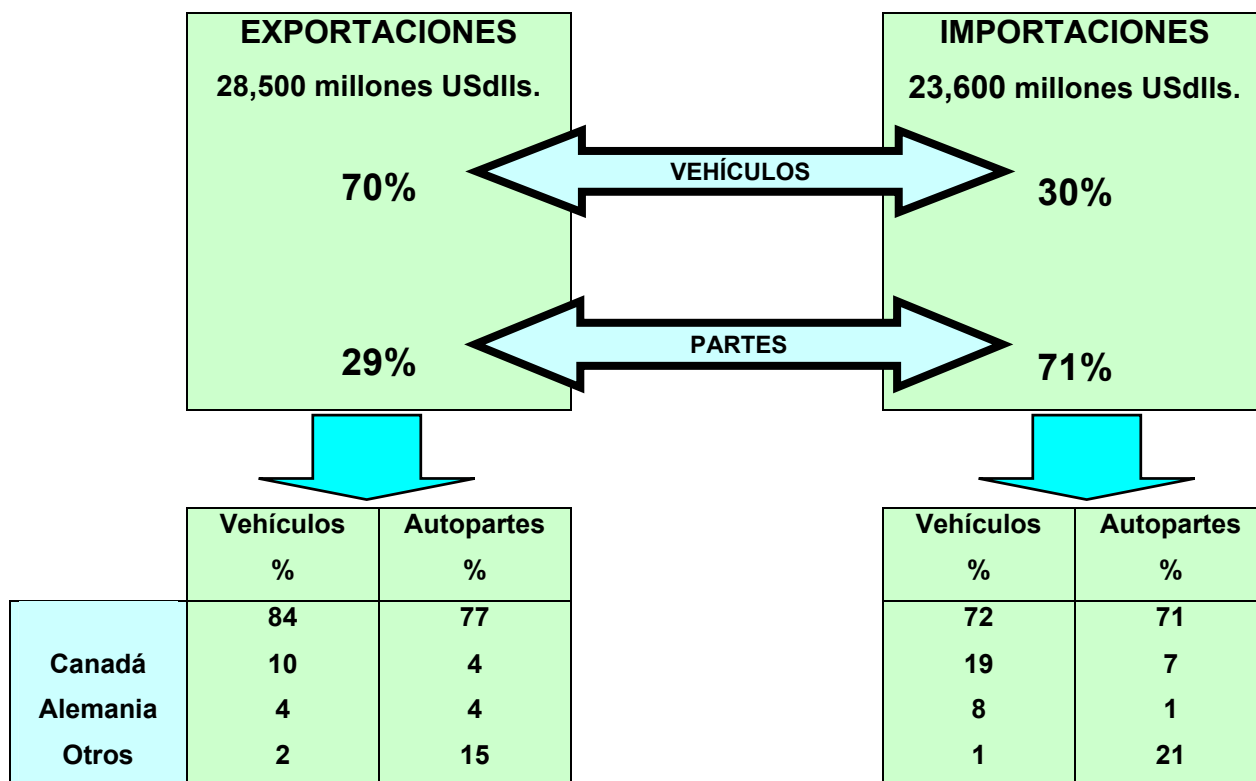 EXPORTACIONES
28,500 millones USdlls.
IMPORTACIONES
23,600 millones USdlls.
70%
VEHÍCULOS
30%
29%
PARTES
71%
Vehículos Autopartes
% %
Vehículos Autopartes
% %
84 77 72 71
Canadá 10 4 19 7
Alemania 4 4 8 1
Otros 2 15 1 21